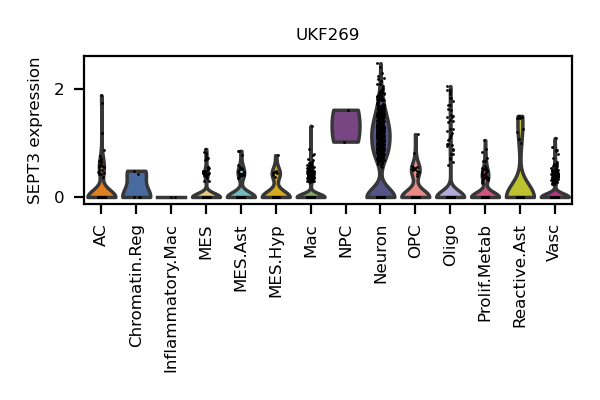 UKF269
SEPT3 expression
2
0
AC
Chromatin.Reg
Inflammatory.Mac
MES
MES.Ast
MES.Hyp
Mac
NPC
Neuron
OPC
Oligo
Prolif.Metab
Reactive.Ast
Vasc